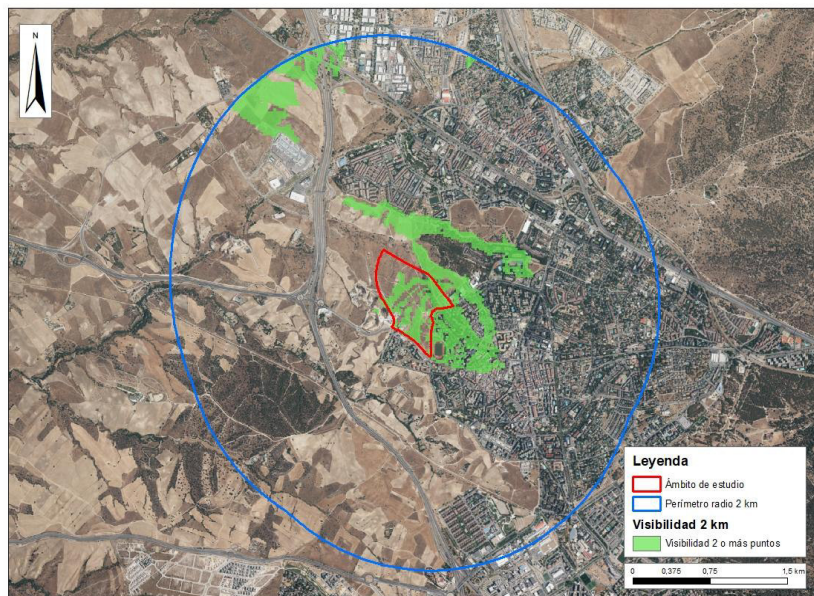 N
Leyenda
Ámbito de estudio
Perímetro radio 2 km
Visibilidad 2 km
Visibilidad 2 o más puntos
0 0,375 0,75 1,5 km